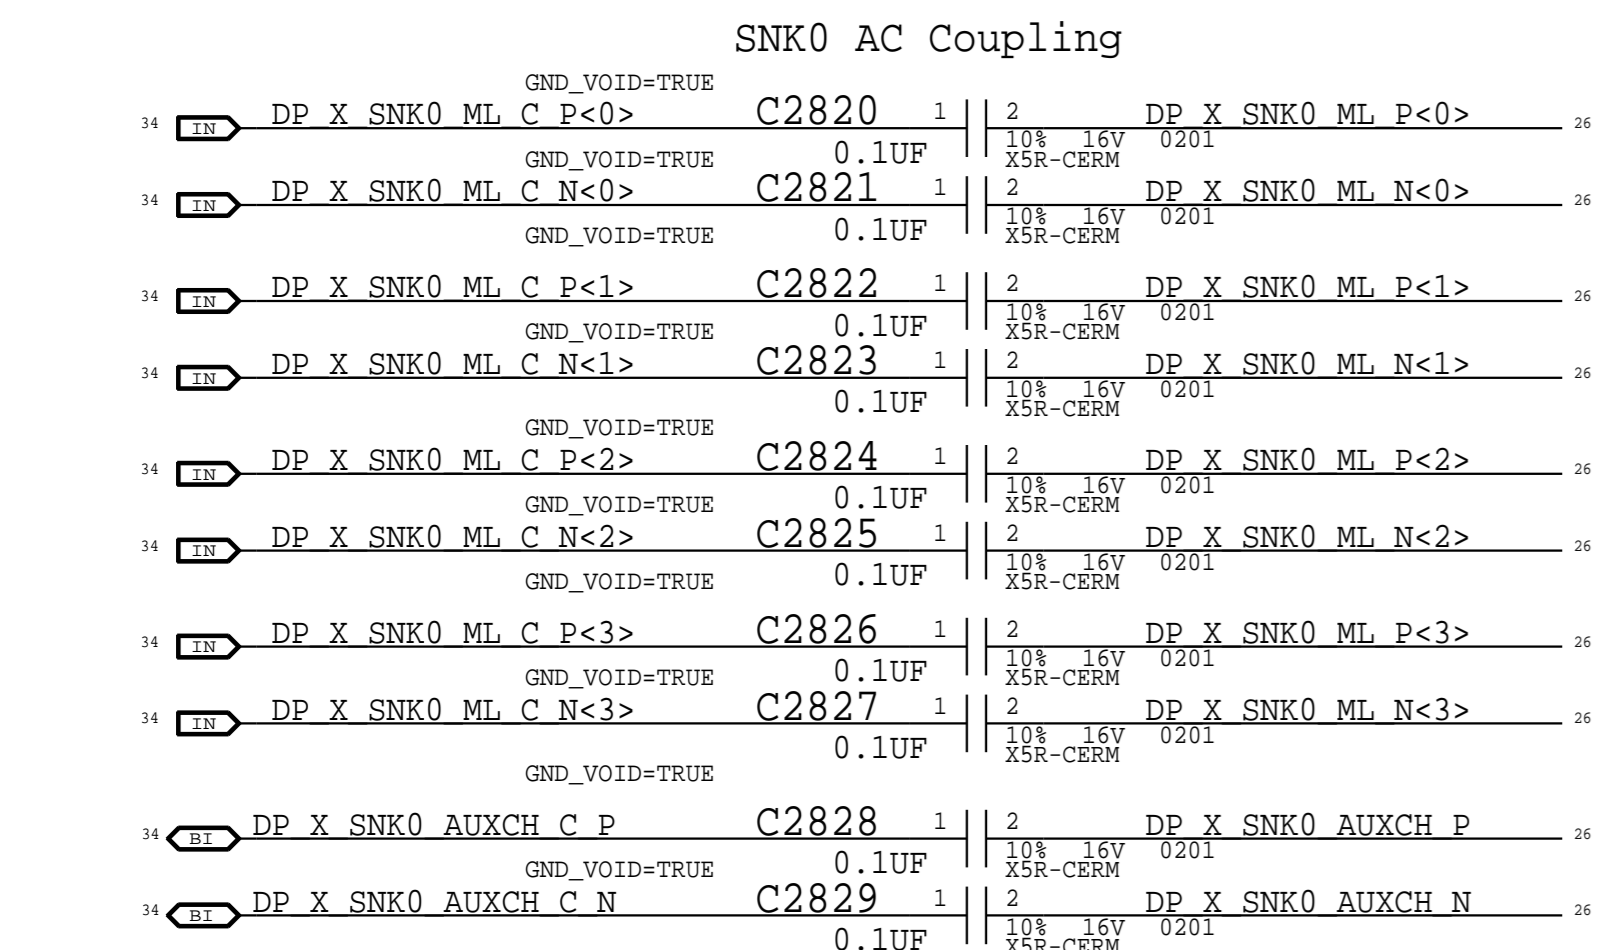 SNK0 AC Coupling
GND_VOID=TRUE
34 IN DP_X_SNK0_ML_C_P<0> C2820 1 2 DP_X_SNK0_ML_P<0> 26
10% 16V 0201
GND_VOID=TRUE 0.1UF X5R-CERM
34 IN DP_X_SNK0_ML_C_N<0> C2821 1 2 DP_X_SNK0_ML_N<0> 26
10% 16V 0201
GND_VOID=TRUE 0.1UF X5R-CERM
34 IN DP_X_SNK0_ML_C_P<1> C2822 1 2 DP_X_SNK0_ML_P<1> 26
10% 16V 0201
GND_VOID=TRUE 0.1UF X5R-CERM
34 IN DP_X_SNK0_ML_C_N<1> C2823 1 2 DP_X_SNK0_ML_N<1> 26
10% 16V 0201
0.1UF X5R-CERM
GND_VOID=TRUE
34 IN DP_X_SNK0_ML_C_P<2> C2824 1 2 DP_X_SNK0_ML_P<2> 26
10% 16V 0201
GND_VOID=TRUE 0.1UF X5R-CERM
34 IN DP_X_SNK0_ML_C_N<2> C2825 1 2 DP_X_SNK0_ML_N<2> 26
10% 16V 0201
GND_VOID=TRUE 0.1UF X5R-CERM
34 IN DP_X_SNK0_ML_C_P<3> C2826 1 2 DP_X_SNK0_ML_P<3> 26
10% 16V 0201
GND_VOID=TRUE 0.1UF X5R-CERM
34 IN DP_X_SNK0_ML_C_N<3> C2827 1 2 DP_X_SNK0_ML_N<3> 26
10% 16V 0201
0.1UF X5R-CERM
GND_VOID=TRUE
34 BI DP_X_SNK0_AUXCH_C_P C2828 1 2 DP_X_SNK0_AUXCH_P 26
10% 16V 0201
GND_VOID=TRUE 0.1UF X5R-CERM
34 BI DP_X_SNK0_AUXCH_C_N C2829 1 2 DP_X_SNK0_AUXCH_N 26
10% 16V 0201
0.1UF X5R-CERM